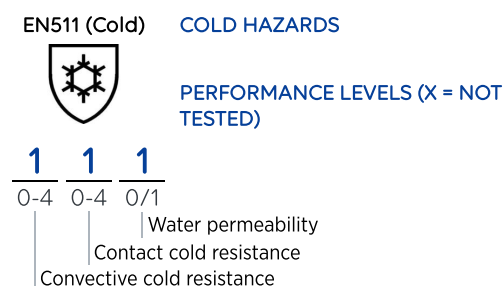 EN511 (Cold)
COLD HAZARDS
PERFORMANCE LEVELS (X = NOT
TESTED)
1 1 1
0-4 0-4 0/1
Water permeability
Contact cold resistance
Convective cold resistance